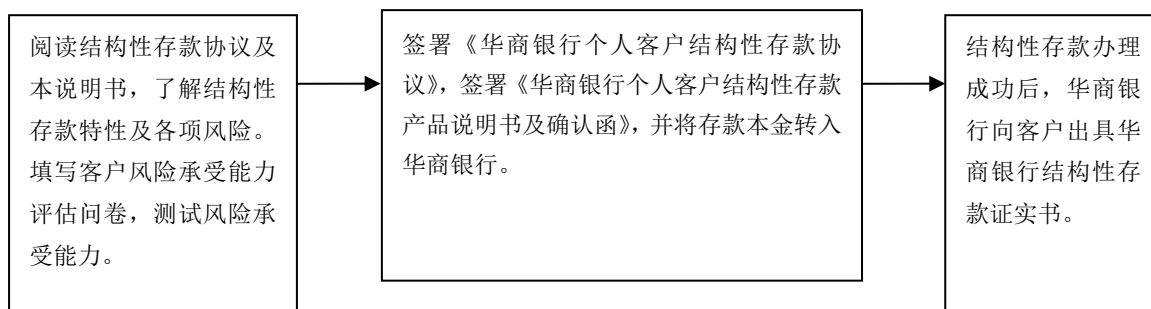 阅读结构性存款协议及
本说明书，了解结构性
存款特性及各项风险。
填写客户风险承受能力
评估问卷，测试风险承
受能力。
签署《华商银行个人客户结构性存款协
议》，签署《华商银行个人客户结构性存款
产品说明书及确认函》，并将存款本金转入
华商银行。
结构性存款办理
成功后，华商银
行向客户出具华
商银行结构性存
款证实书。